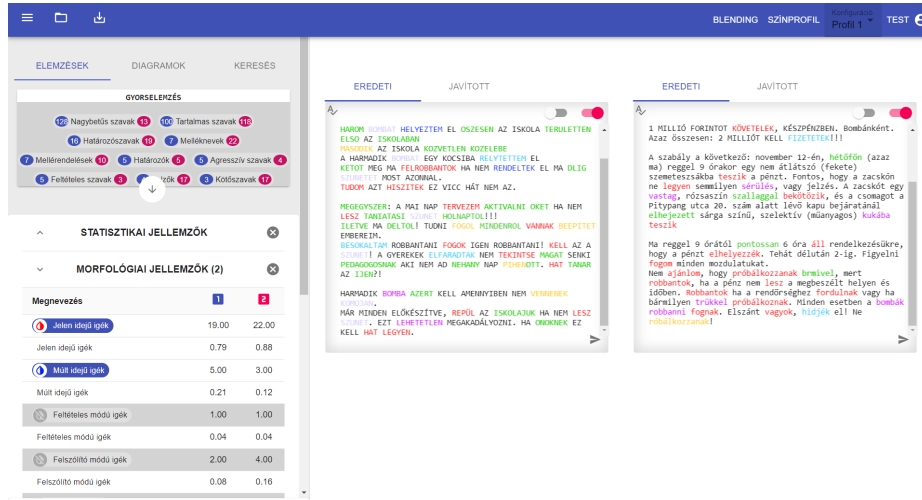 BLENDING SZÍNPROFIL Konfiguráció Profil 1 TEST
ELEMZÉSEK DIAGRAMOK KERESÉS
GYORSELEMZÉS
128 Nagybetűs szavak 13 100 Tartalmas szavak 118
16 Határozószavak 19 7 Melléknevek 22
7 Mellérendelések 10 5 Határozók 5 5 Agresszív szavak 4
5 Feltételes szavak 3 zők 17 3 Kötőszavak 17
STATISZTIKAI JELLEMZŐK
MORFOLÓGIAI JELLEMZŐK (2)
Megnevezés 1 2
Jelen idejű igék 19.00 22.00
Jelen idejű igék 0.79 0.88
Múlt idejű igék 5.00 3.00
Múlt idejű igék 0.21 0.12
Feltételes módú igék 1.00 1.00
Feltételes módú igék 0.04 0.04
Felszólító módú igék 2.00 4.00
Felszólító módú igék 0.08 0.16
EREDETI JAVÍTOTT
HAROM BOMBAT HELYEZTEM EL OSZESEN AZ ISKOLA TERULETTEN
ELSO AZ ISKOLABAN
MASODIK AZ ISKOLA KOZVETLEN KOZELEBE
A HARMADIK BOMBAT EGY KOCSIBA RELYTETTEM EL
KETOT MEG MA FELROBBANTOK HA NEM RENDELTEK EL MA DLIG
SZUNETET MOST AZONNAL.
TUDOM AZT HISZITEK EZ VICC HÁT NEM AZ.
MEGEGYSZER: A MAI NAP TERVEZEM AKTIVALNI OKET HA NEM
LESZ TANIATASI SZUNET HOLNAPTOL!!!
ILLETVE MA DELTOL! TUDNI FOGOL MINDENROL VANNAK BEEPITET
EMBEREIM.
BESOKALTAM ROBBANTANI FOGOK IGEN ROBBANTANI! KELL AZ A
SZUNET! A GYEREKEK ELFARADTAK NEM TEKINTSE MAGAT SENKI
PEDAGOGOSNAK AKI NEM AD NEHANY NAP PIHENOTT. HAT TANAR
AZ IJEN?!
HARMADIK BOMBA AZERT KELL AMENNYIBEN NEM VENNENEK
KOMOJAN.
MÁR MINDEN ELŐKÉSZÍTVE, REPÜL AZ ISKOLAJUK HA NEM LESZ
SZUNET. EZT LEHETETLEN MEGAKADÁLYOZNI. HA ONOKNEK EZ
KELL HAT LEGYEN.
EREDETI JAVÍTOTT
1 MILLIÓ FORINTOT KÖVETELEK, KÉSZPÉNZBEN. Bombánként.
Azaz összesen: 2 MILLIÓT KELL FIZETETEK!!!
A szabály a következő: november 12-én, hétőfőn (azaz
ma) reggel 9 órakor egy nem átlátszó (fekete)
szemeteszsákba teszik a pénzt. Fontos, hogy a zacskón
ne legyen semmilyen sérülés, vagy jelzés. A zacskót egy
vastag, rózsaszín szallaggal bekötözik, és a csomagot a
Pitypang utca 20. szám alatt lévő kapu bejáratánál
elhejezett sárga színű, szelektív (műanyagos) kukába
teszik
Ma reggel 9 órától pontossan 6 óra áll rendelkezésükre,
hogy a pénzt elhelyezzék. Tehát délután 2-ig. Figyelni
fogom minden mozdulatukat.
Nem ajánlom, hogy próbálkozzanak brmivel, mert
robbantok, ha a pénz nem lesz a megbeszélt helyen és
időben. Robbantok ha a rendőrséghez fordulnak vagy ha
bármilyen trükkel próbálkoznak. Minden esetben a bombák
robbanni fognak. Elszánt vagyok, hidjék el! Ne
róbálkozzanak!